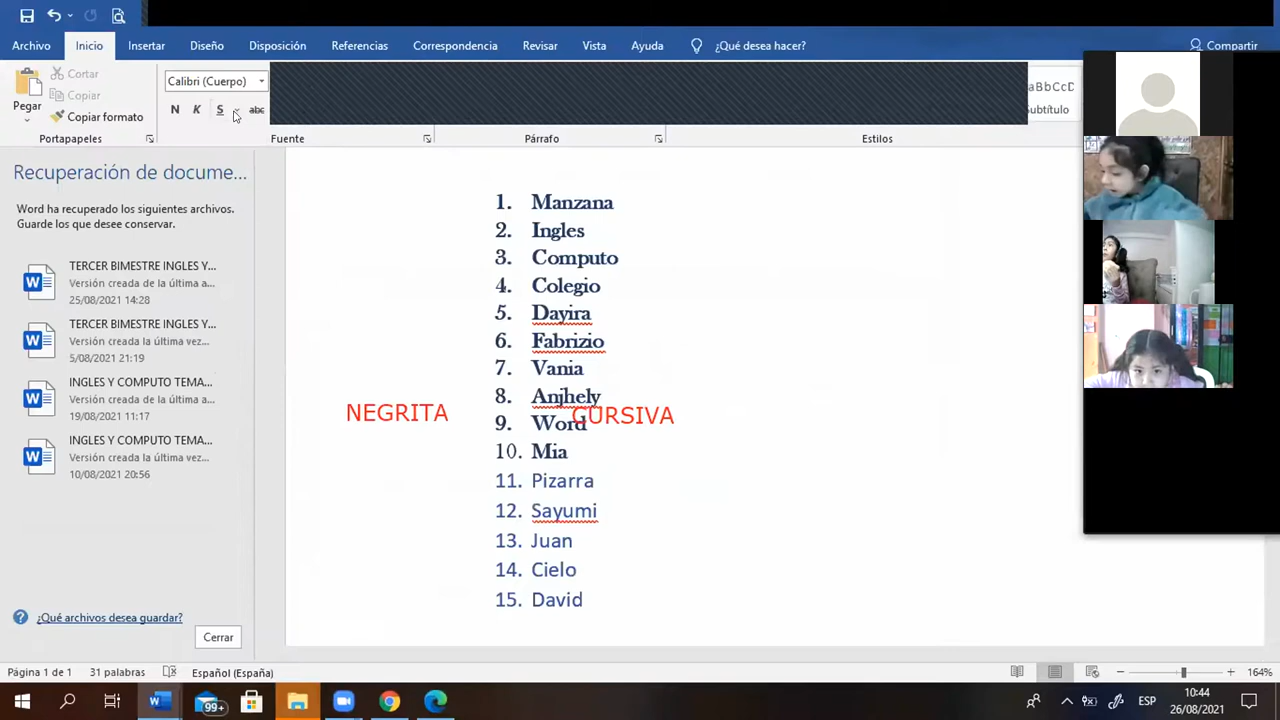 Archivo Inicio Insertar Diseño Disposición Referencias Correspondencia Revisar Vista Ayuda ¿Qué desea hacer? Compartir
Pegar
Cortar
Copiar
Copiar formato
Portapapeles
Calibri (Cuerpo)
N K S abc
Fuente
Párrafo
Estilos
aBbCcD
Subtítulo
Recuperación de docume...
Word ha recuperado los siguientes archivos.
Guarde los que desee conservar.
TERCER BIMESTRE INGLES Y...
Versión creada de la última a...
25/08/2021 14:28
TERCER BIMESTRE INGLES Y...
Versión creada de la última vez...
5/08/2021 21:19
INGLES Y COMPUTO TEMA...
Versión creada de la última a...
19/08/2021 11:17
INGLES Y COMPUTO TEMA...
Versión creada de la última vez...
10/08/2021 20:56
¿Qué archivos desea guardar?
Cerrar
1. Manzana
2. Ingles
3. Computo
4. Colegio
5. Dayira
6. Fabrizio
7. Vania
8. Anjhely
9. Word
10. Mia
11. Pizarra
12. Sayumi
13. Juan
14. Cielo
15. David
NEGRITA
CURSIVA
Página 1 de 1 31 palabras Español (España) 164%
99+
ESP
10:44
26/08/2021